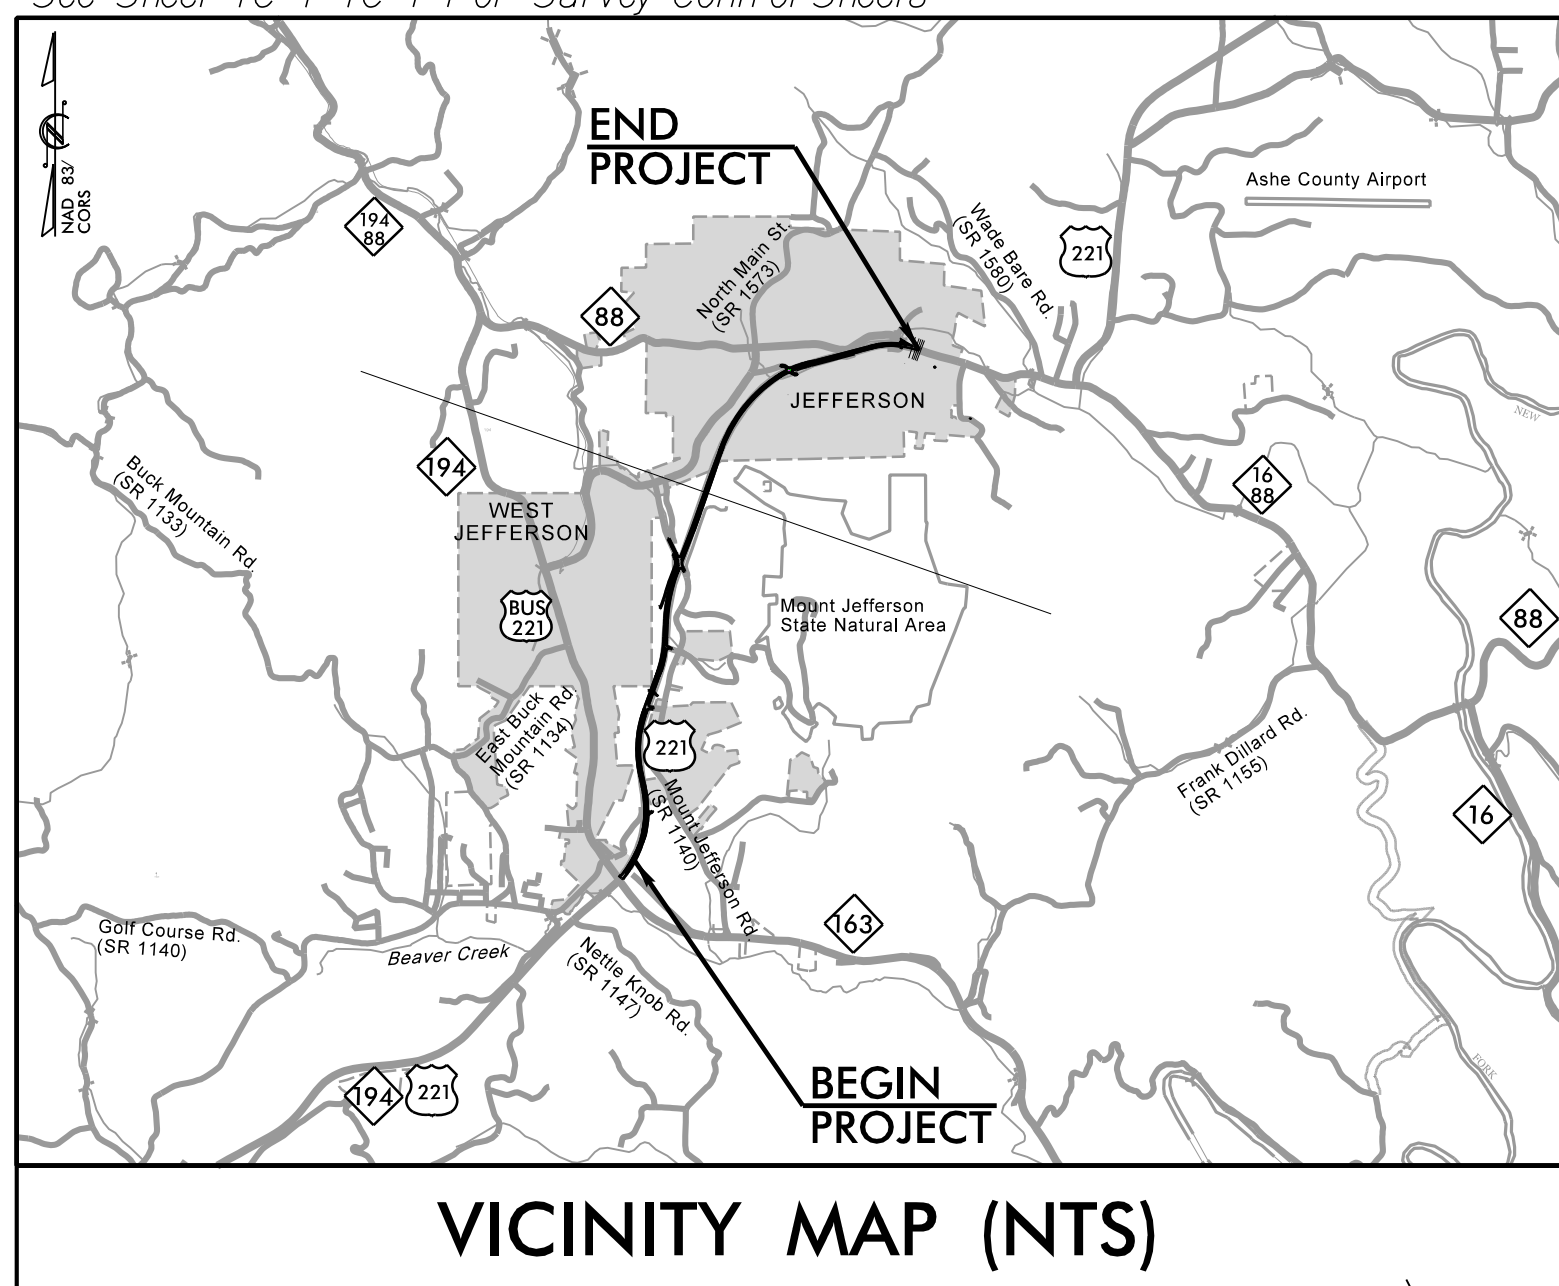 NAD 83/
CORS
END
PROJECT
194
88
88
North Main St.
(SR 1573)
Wade Bare Rd.
(SR 1580)
221
Ashe County Airport
JEFFERSON
NEW
194
Buck Mountain Rd.
(SR 1133)
WEST
JEFFERSON
16
88
BUS
221
Mount Jefferson
State Natural Area
88
East Buck
Mountain Rd.
(SR 1134)
221
Mount Jefferson Rd.
(SR 1140)
Frank Dillard Rd.
(SR 1155)
16
Golf Course Rd.
(SR 1140)
Beaver Creek
Nettle Knob Rd.
(SR 1147)
163
194
221
BEGIN
PROJECT
FORK
VICINITY MAP (NTS)